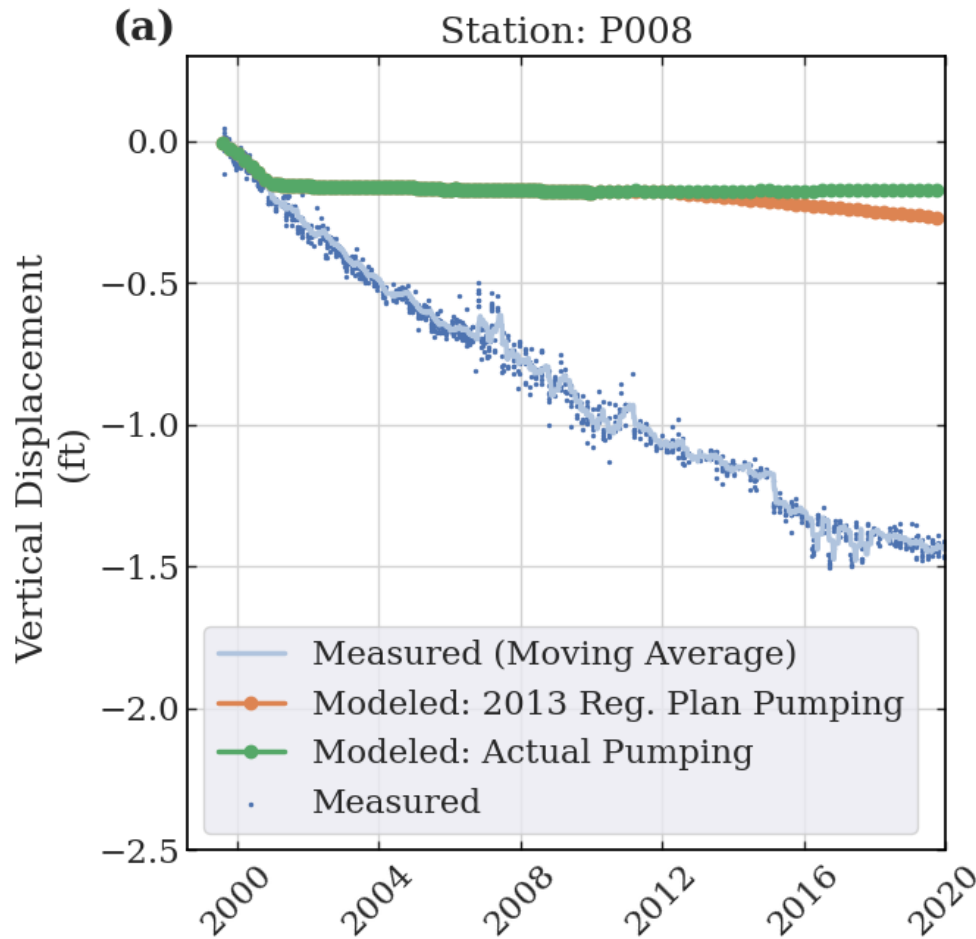 (a)
Station: P008
Vertical Displacement
(ft)
0.0
−0.5
−1.0
−1.5
−2.0
−2.5
Measured (Moving Average)
Modeled: 2013 Reg. Plan Pumping
Modeled: Actual Pumping
Measured
2000
2004
2008
2012
2016
2020